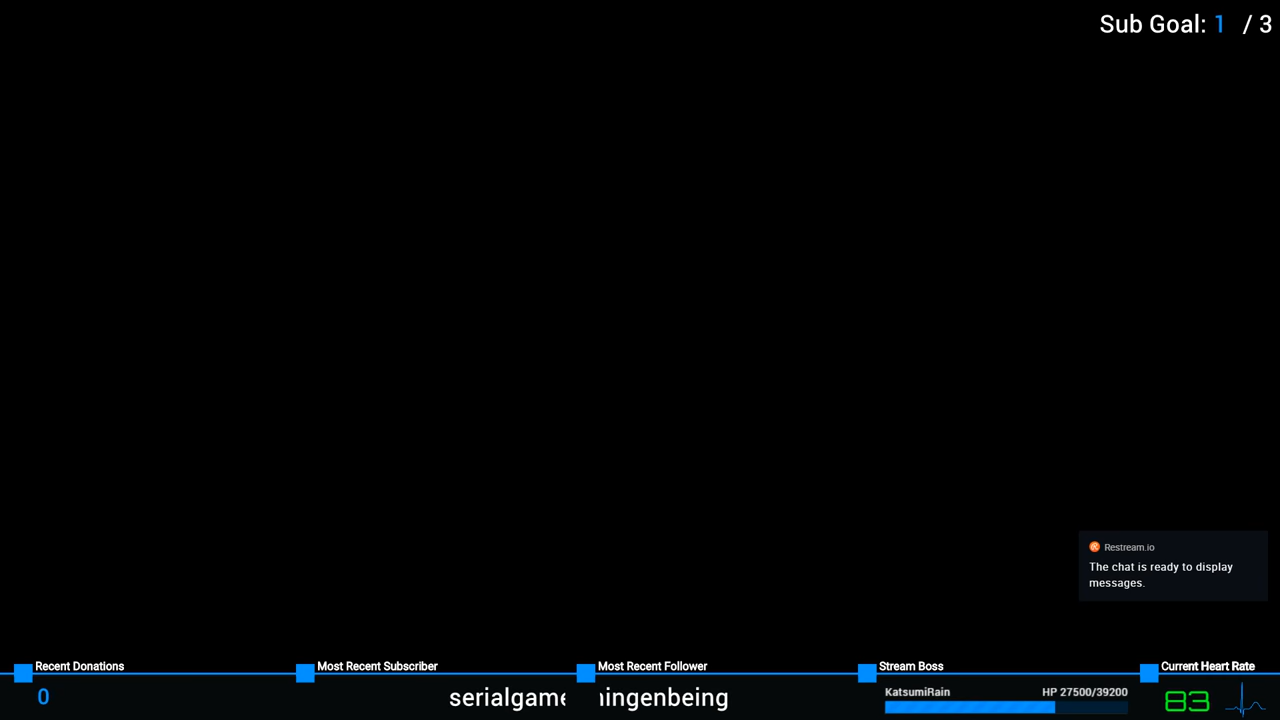 Sub Goal: 1 / 3
Restream.io
The chat is ready to display
messages.
Recent Donations
Most Recent Subscriber
Most Recent Follower
Stream Boss
Current Heart Rate
0
KatsumiRain
HP 27500/39200
83